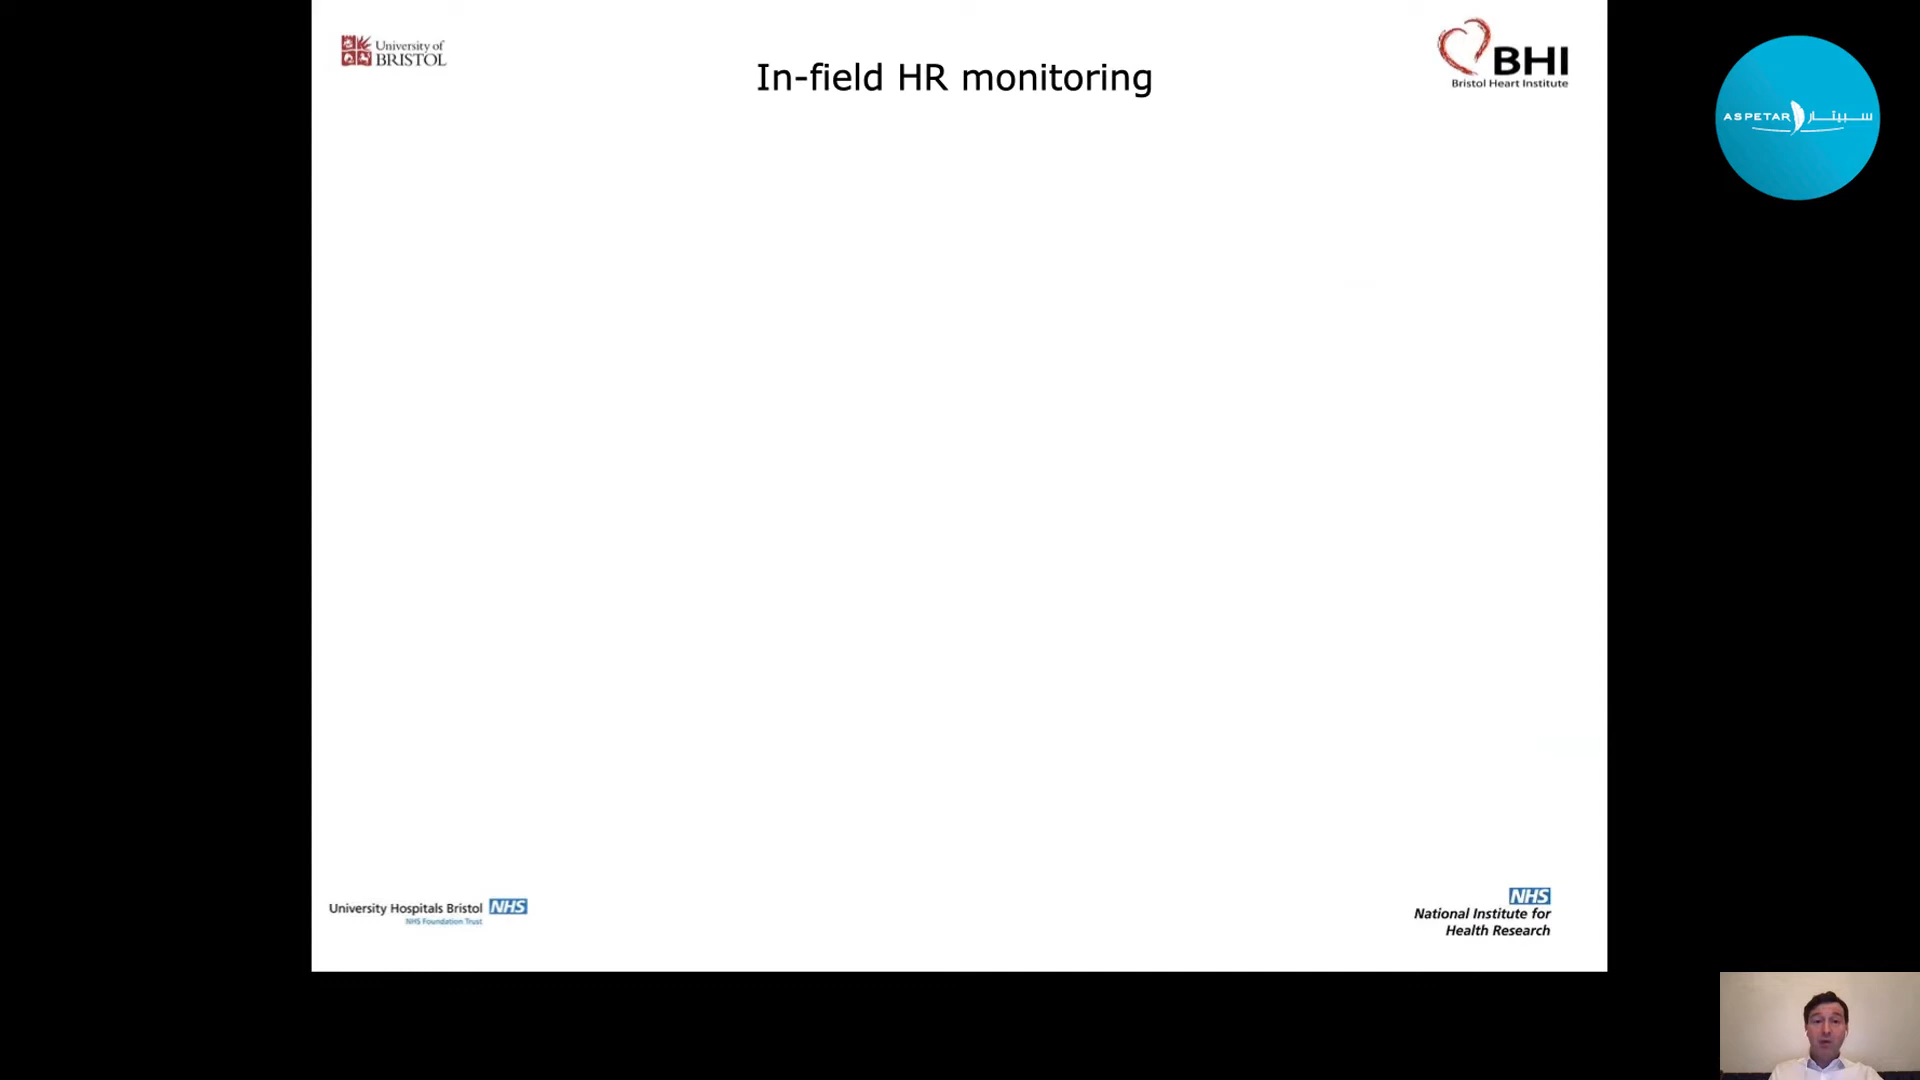 University of
BRISTOL
In-field HR monitoring
BHI
Bristol Heart Institute
ASPETAR سبيتار
University Hospitals Bristol NHS
NHS Foundation Trust
NHS
National Institute for
Health Research